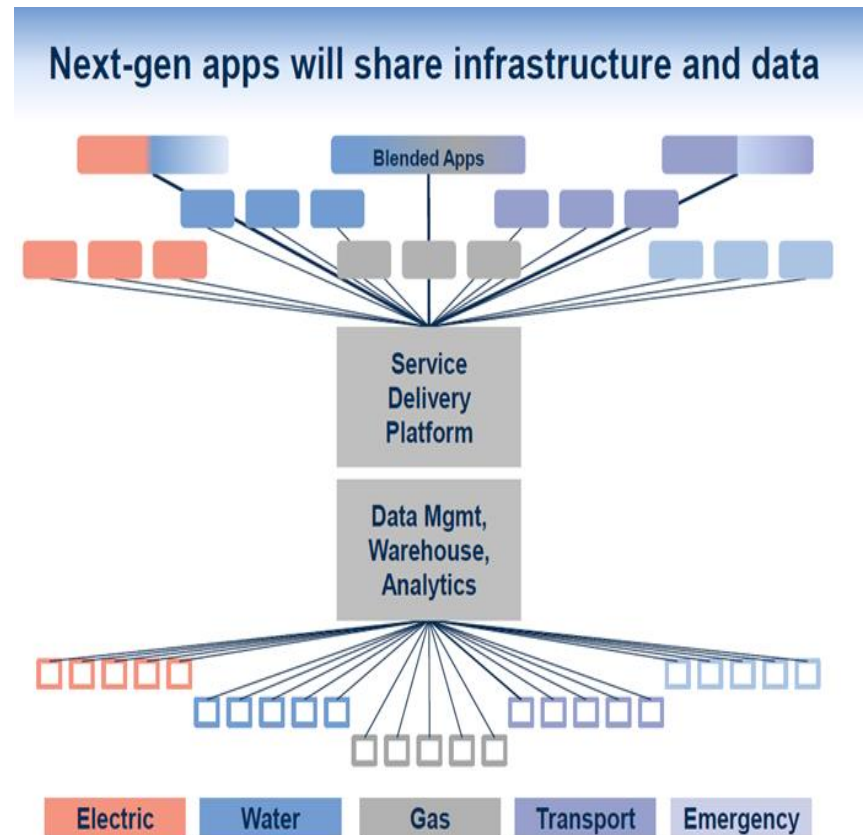 Next-gen apps will share infrastructure and data
Blended Apps
Service
Delivery
Platform
Data Mgmt,
Warehouse,
Analytics
Electric
Water
Gas
Transport
Emergency